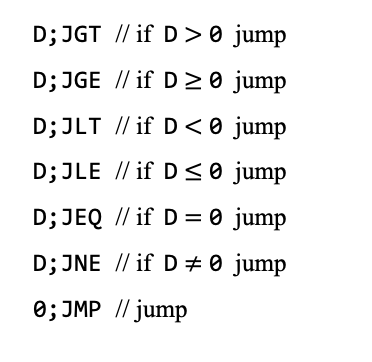 D;JGT // if D > 0 jump
D;JGE // if D ≥ 0 jump
D;JLT // if D < 0 jump
D;JLE // if D ≤ 0 jump
D;JEQ // if D = 0 jump
D;JNE // if D ≠ 0 jump
0;JMP // jump